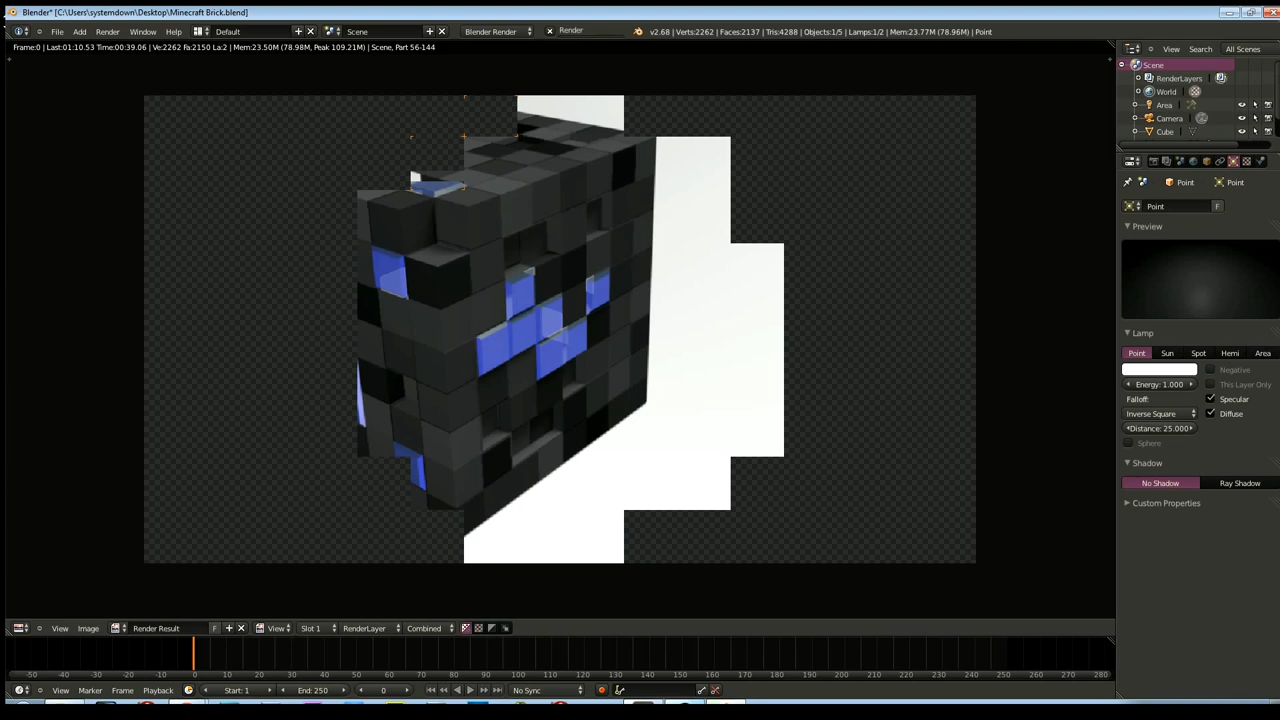 Blender* [C:\Users\systemdown\Desktop\Minecraft Brick.blend]
File Add Render Window Help Default Scene Blender Render Render v2.68 | Verts:2262 | Faces:2137 | Tris:4288 | Objects:1/5 | Lamps:1/2 | Mem:23.77M (78.96M) | Point
Frame:0 | Last:01:10.53 Time:00:39.06 | Ve:2262 Fa:2150 La:2 | Mem:23.50M (78.98M, Peak 109.21M) | Scene, Part 56-144
View Search All Scenes
Scene
RenderLayers
World
Area
Camera
Cube
Point Point
Point F
Preview
Lamp
Point Sun Spot Hemi Area
Negative
Energy: 1.000 This Layer Only
Falloff: Specular
Inverse Square Diffuse
Distance: 25.000
Sphere
Shadow
No Shadow Ray Shadow
Custom Properties
View Image Render Result F View Slot 1 RenderLayer Combined
-50 -40 -30 -20 -10 0 10 20 30 40 50 60 70 80 90 100 110 120 130 140 150 160 170 180 190 200 210 220 230 240 250 260 270 280
View Marker Frame Playback Start: 1 End: 250 0 No Sync